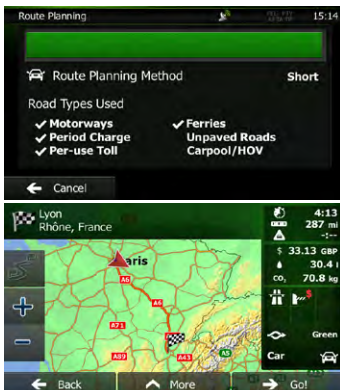 Route Planning 15:14
Route Planning Method Short
Road Types Used
✓ Motorways ✓ Ferries
✓ Period Charge Unpaved Roads
✓ Per-use Toll Carpool/HOV
Cancel
Lyon
Rhône, France
4:13
287 mi
-:--
$ 33.13 GBP
30.4 l
CO₂ 70.8 kg
aris
A6
A6
A71
A89
A43
A5
Green
Car
Back More Go!